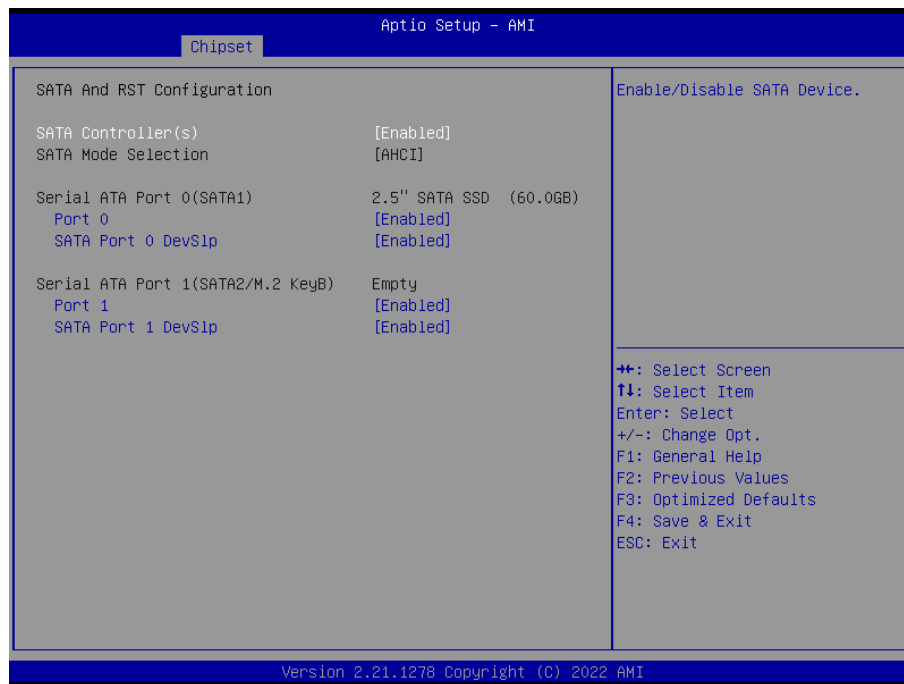 Aptio Setup – AMI
Chipset
SATA And RST Configuration
SATA Controller(s) [Enabled]
SATA Mode Selection [AHCI]
Serial ATA Port 0(SATA1) 2.5" SATA SSD (60.0GB)
Port 0 [Enabled]
SATA Port 0 DevSlp [Enabled]
Serial ATA Port 1(SATA2/M.2 KeyB) Empty
Port 1 [Enabled]
SATA Port 1 DevSlp [Enabled]
Enable/Disable SATA Device.
→←: Select Screen
↑↓: Select Item
Enter: Select
+/-: Change Opt.
F1: General Help
F2: Previous Values
F3: Optimized Defaults
F4: Save & Exit
ESC: Exit
Version 2.21.1278 Copyright (C) 2022 AMI